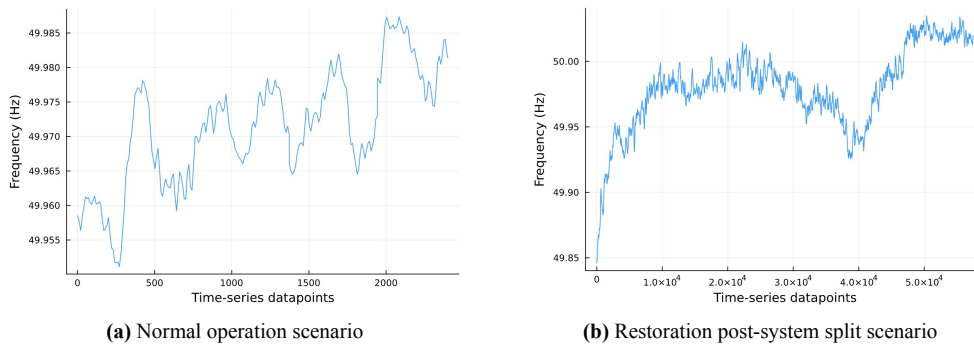 49.985
49.980
49.975
49.970
49.965
49.960
49.955
Frequency (Hz)
0 500 1000 1500 2000
Time-series datapoints
(a) Normal operation scenario
50.00
49.95
49.90
49.85
Frequency (Hz)
0 1.0×10⁴ 2.0×10⁴ 3.0×10⁴ 4.0×10⁴ 5.0×10⁴
Time-series datapoints
(b) Restoration post-system split scenario